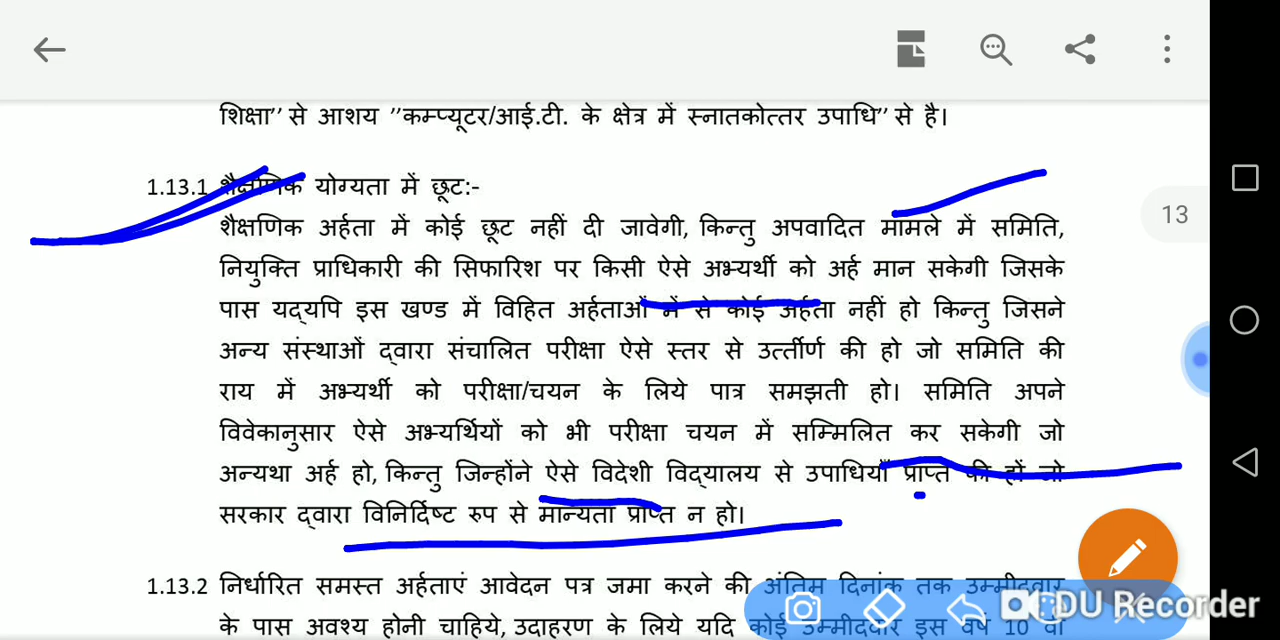 शिक्षा'' से आशय ''कम्प्यूटर/आई.टी. के क्षेत्र में स्नातकोत्तर उपाधि'' से है।
1.13.1 शैक्षणिक योग्यता में छूट:-
शैक्षणिक अर्हता में कोई छूट नहीं दी जावेगी, किन्तु अपवादित मामले में समिति,
नियुक्ति प्राधिकारी की सिफारिश पर किसी ऐसे अभ्यर्थी को अर्ह मान सकेगी जिसके
13
पास यद्यपि इस खण्ड में विहित अर्हताओं में से कोई अर्हता नहीं हो किन्तु जिसने
अन्य संस्थाओं द्वारा संचालित परीक्षा ऐसे स्तर से उत्तीर्ण की हो जो समिति की
राय में अभ्यर्थी को परीक्षा/चयन के लिये पात्र समझती हो। समिति अपने
विवेकानुसार ऐसे अभ्यर्थियों को भी परीक्षा चयन में सम्मिलित कर सकेगी जो
अन्यथा अर्ह हो, किन्तु जिन्होंने ऐसे विदेशी विद्यालय से उपाधियॉं प्राप्त की हों जो
सरकार द्वारा विनिर्दिष्ट रुप से मान्यता प्राप्त न हो।
1.13.2 निर्धारित समस्त अर्हताएं आवेदन पत्र जमा करने की अंतिम दिनांक तक उम्मीदवार
के पास अवश्य होनी चाहिये, उदाहरण के लिये यदि कोई उम्मीदवार इस वर्ष 10 वी
DU Recorder